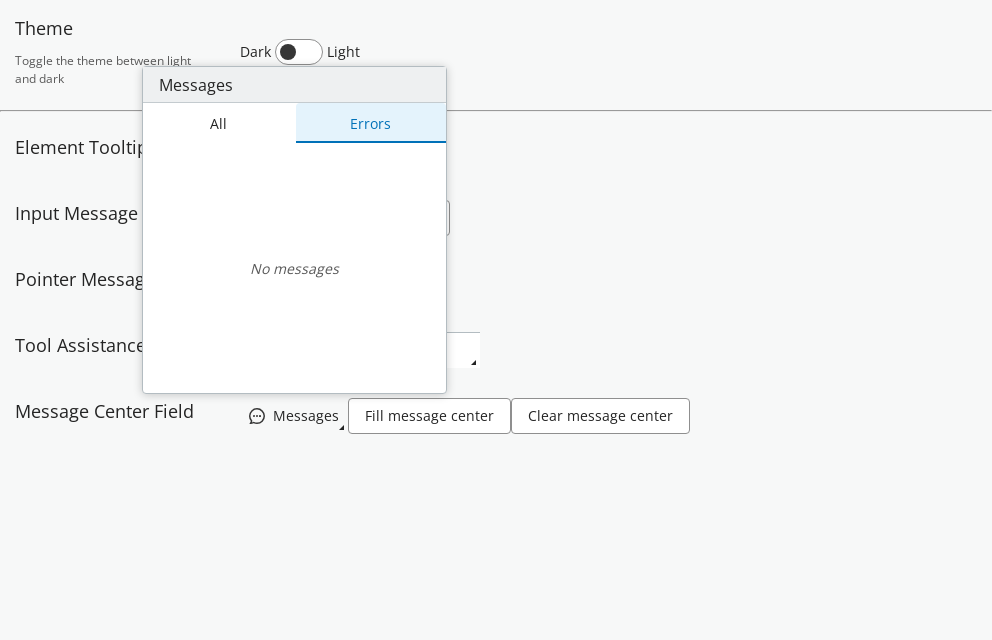 Theme
Toggle the theme between light
and dark
Dark
Light
Messages
All
Errors
No messages
Element Tooltip
Input Message
Pointer Messag
Tool Assistance
Message Center Field
Messages
Fill message center
Clear message center